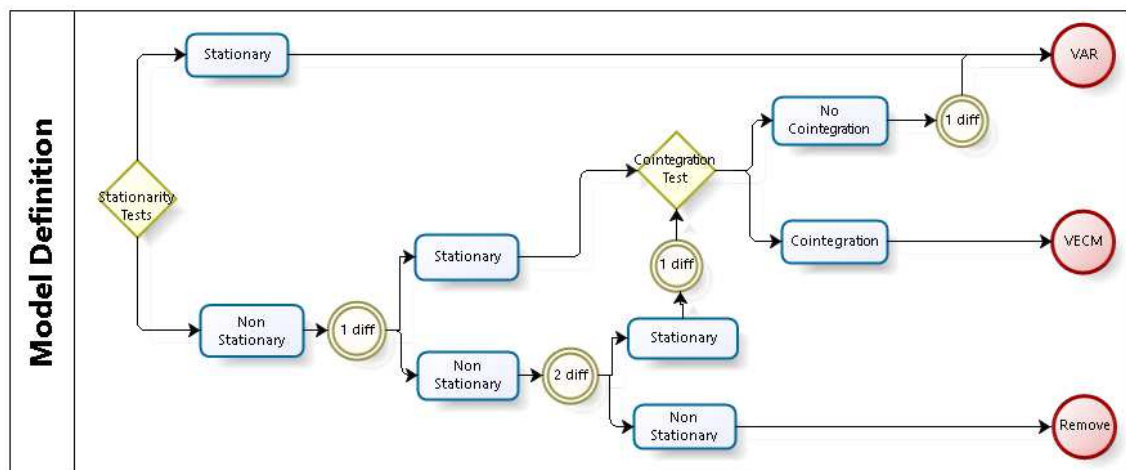 Model Definition
Stationary
VAR
No
Cointegration
1 diff
Cointegration
Test
Stationarity
Tests
Stationary
1 diff
Cointegration
VECM
Non
Stationary
1 diff
Stationary
Non
Stationary
2 diff
Non
Stationary
Remove